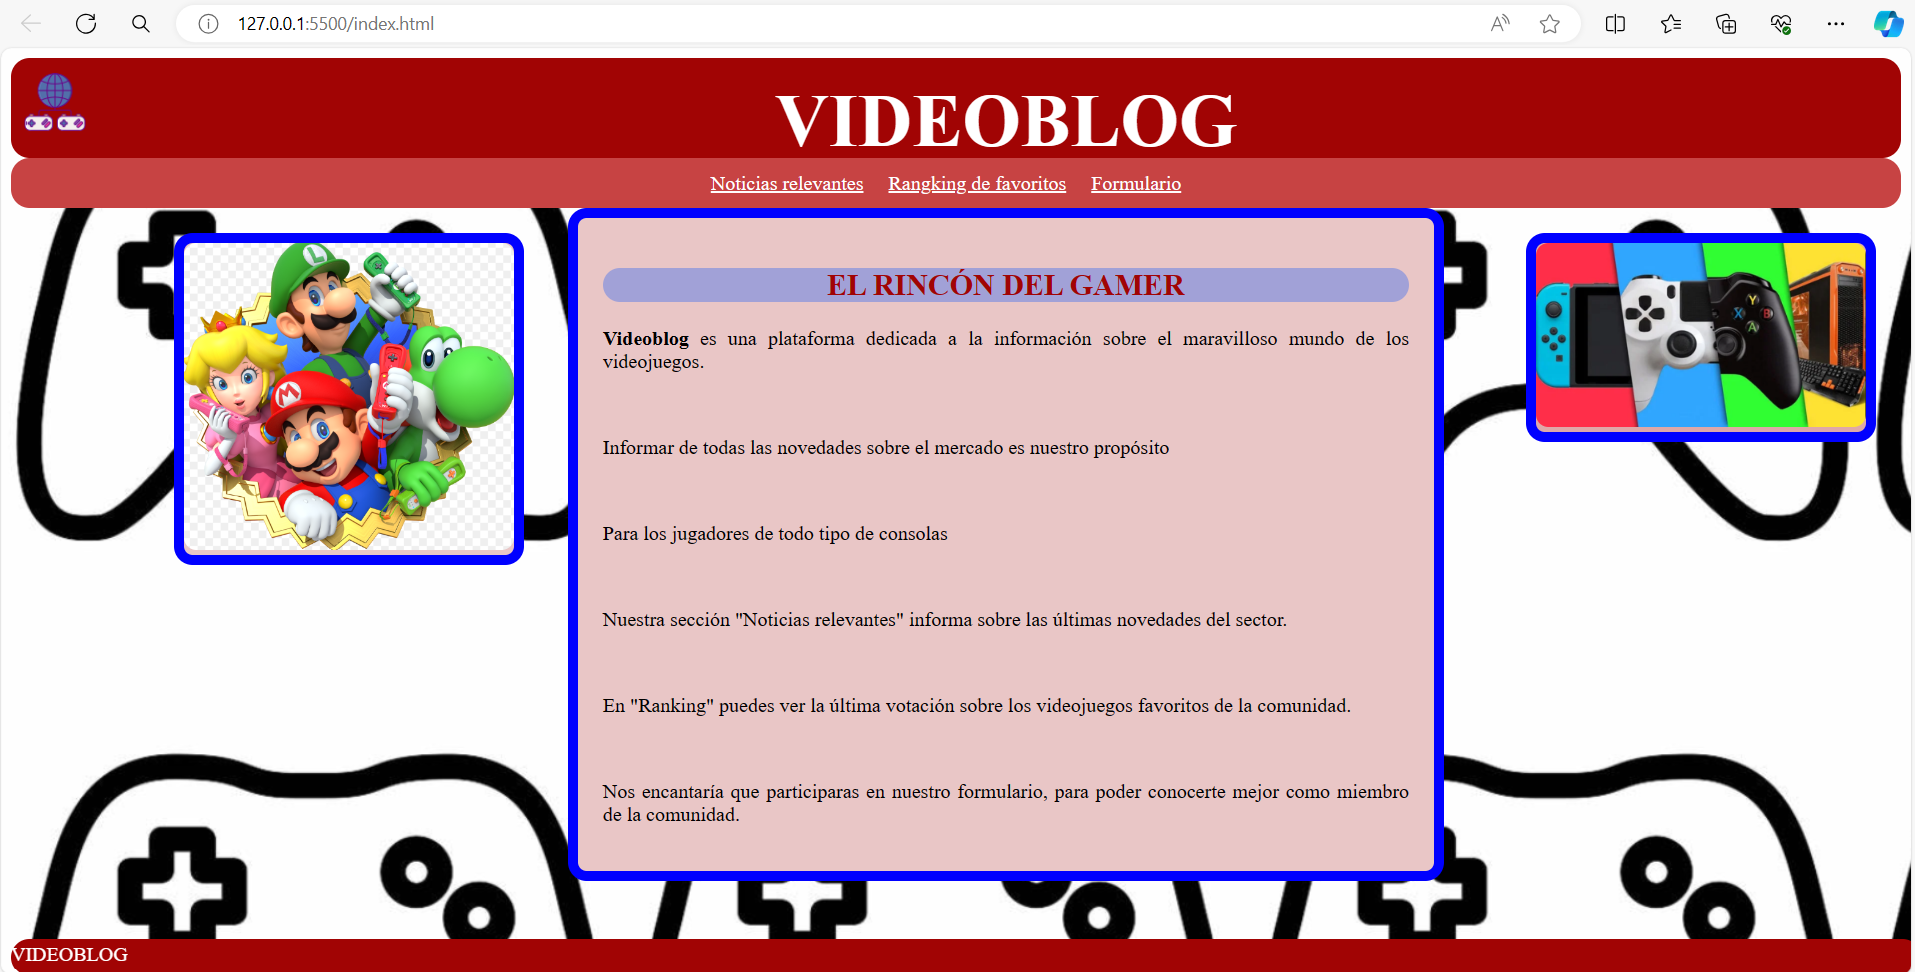 127.0.0.1:5500/index.html
VIDEOBLOG
Noticias relevantes Rangking de favoritos Formulario
EL RINCÓN DEL GAMER
Videoblog es una plataforma dedicada a la información sobre el maravilloso mundo de los
videojuegos.
Informar de todas las novedades sobre el mercado es nuestro propósito
Para los jugadores de todo tipo de consolas
Nuestra sección "Noticias relevantes" informa sobre las últimas novedades del sector.
En "Ranking" puedes ver la última votación sobre los videojuegos favoritos de la comunidad.
Nos encantaría que participaras en nuestro formulario, para poder conocerte mejor como miembro
de la comunidad.
L
M
Y
X B
A
VIDEOBLOG